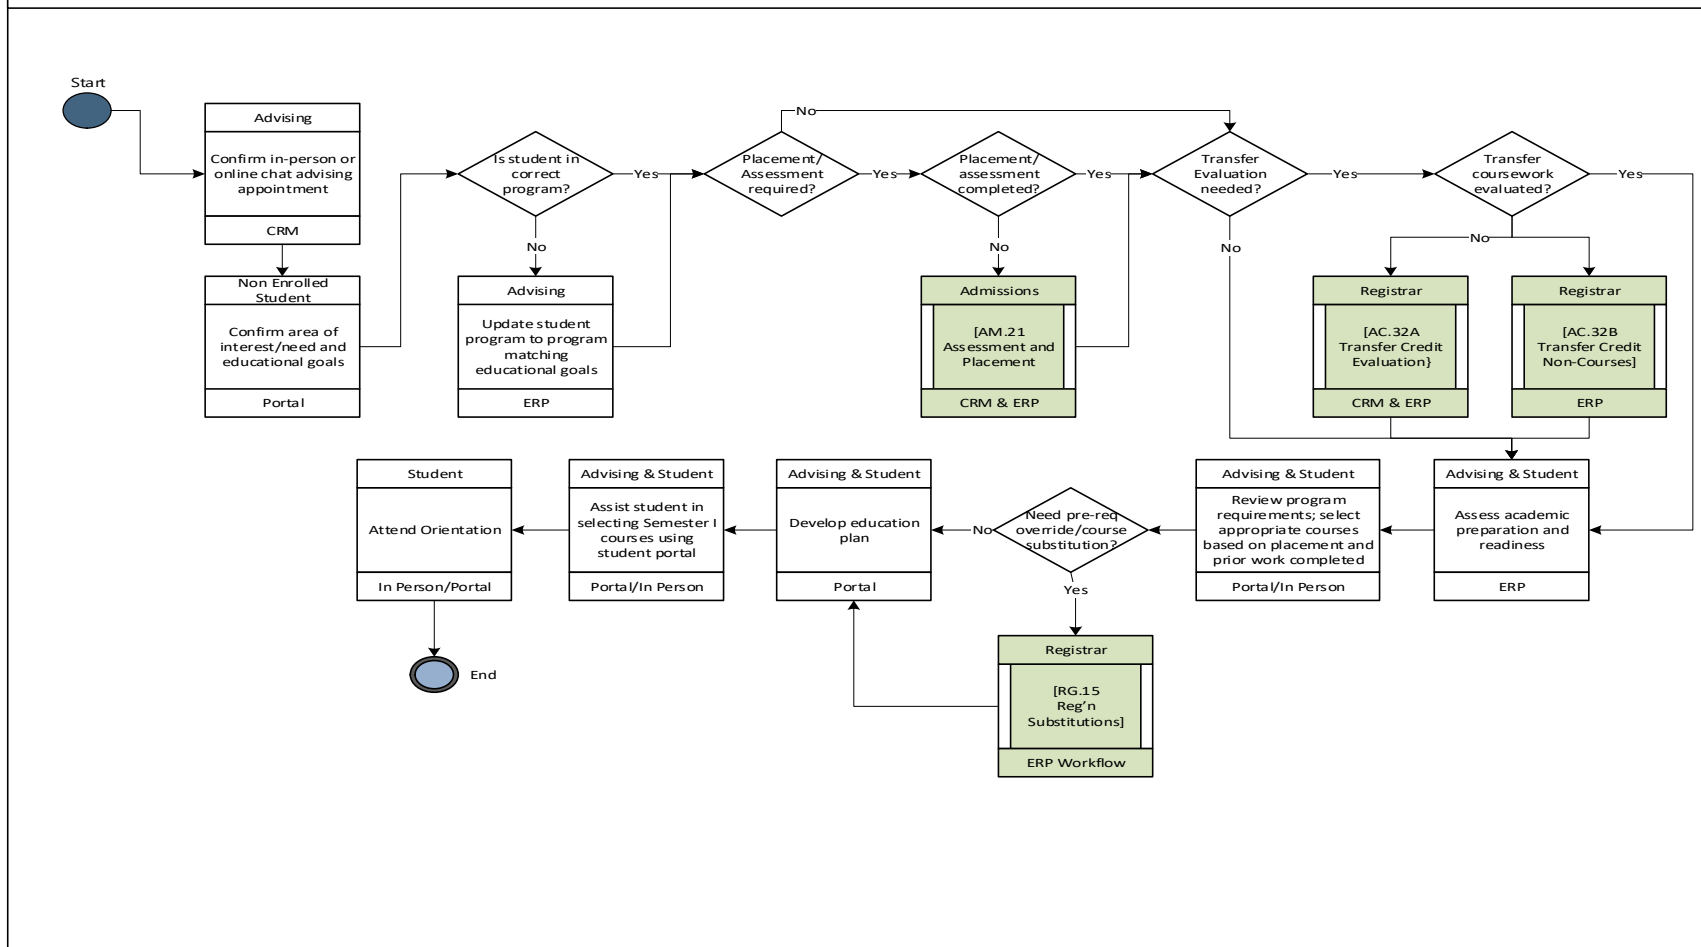 Start
Advising
Confirm in-person or
online chat advising
appointment
CRM
Non Enrolled
Student
Confirm area of
interest/need and
educational goals
Portal
Is student in
correct
program?
Yes
No
Advising
Update student
program to program
matching
educational goals
ERP
Placement/
Assessment
required?
No
Yes
Placement/
assessment
completed?
Yes
No
Admissions
[AM.21
Assessment and
Placement
CRM & ERP
Transfer
Evaluation
needed?
Yes
No
Transfer
coursework
evaluated?
Yes
No
Registrar
[AC.32A
Transfer Credit
Evaluation}
CRM & ERP
Registrar
[AC.32B
Transfer Credit
Non-Courses]
ERP
Advising & Student
Assess academic
preparation and
readiness
ERP
Advising & Student
Review program
requirements; select
appropriate courses
based on placement and
prior work completed
Portal/In Person
Need pre-req
override/course
substitution?
No
Yes
Registrar
[RG.15
Reg’n
Substitutions]
ERP Workflow
Advising & Student
Develop education
plan
Portal
Advising & Student
Assist student in
selecting Semester I
courses using
student portal
Portal/In Person
Student
Attend Orientation
In Person/Portal
End